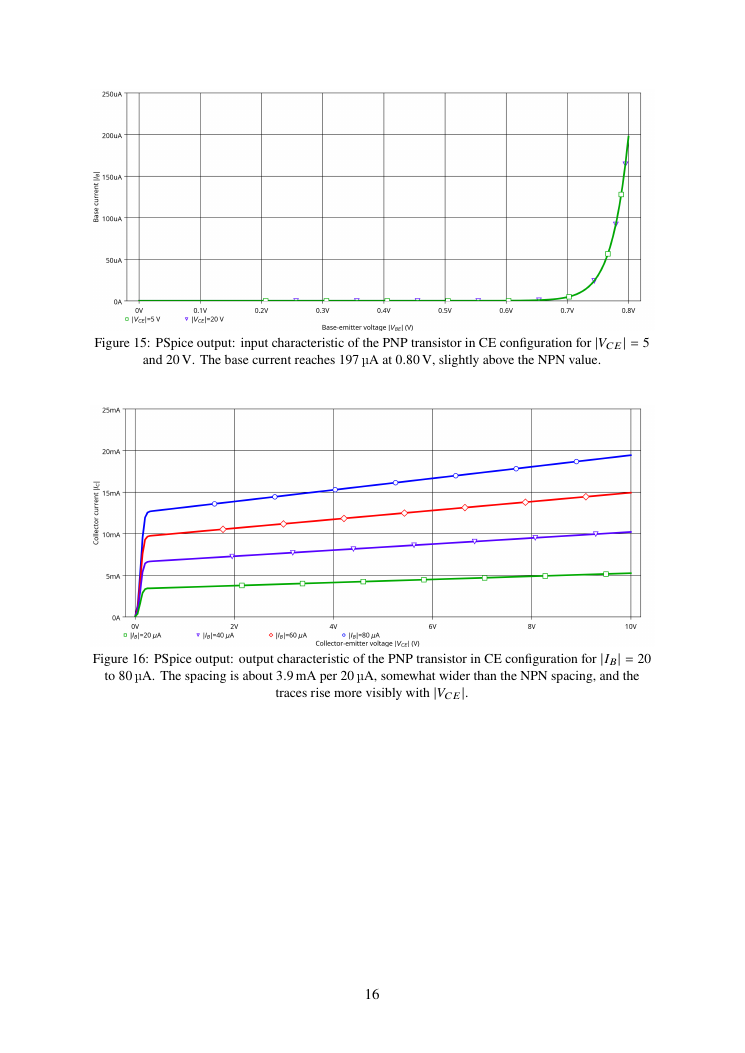 250uA
200uA
150uA
100uA
50uA
0A
Base current |I_B|
0V 0.1V 0.2V 0.3V 0.4V 0.5V 0.6V 0.7V 0.8V
|V_CE|=5 V |V_CE|=20 V
Base-emitter voltage |V_BE| (V)
Figure 15: PSpice output: input characteristic of the PNP transistor in CE configuration for |V_CE| = 5
and 20 V. The base current reaches 197 µA at 0.80 V, slightly above the NPN value.
25mA
20mA
15mA
10mA
5mA
0A
Collector current |I_C|
0V 2V 4V 6V 8V 10V
|I_B|=20 µA |I_B|=40 µA |I_B|=60 µA |I_B|=80 µA
Collector-emitter voltage |V_CE| (V)
Figure 16: PSpice output: output characteristic of the PNP transistor in CE configuration for |I_B| = 20
to 80 µA. The spacing is about 3.9 mA per 20 µA, somewhat wider than the NPN spacing, and the
traces rise more visibly with |V_CE|.
16